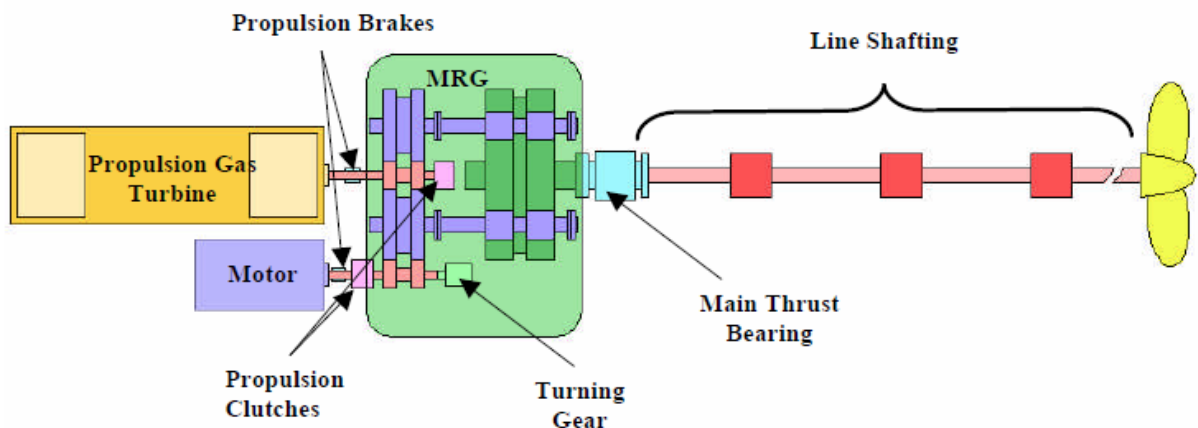 Propulsion Brakes
Line Shafting
MRG
Propulsion Gas
Turbine
Motor
Main Thrust
Bearing
Propulsion
Clutches
Turning
Gear